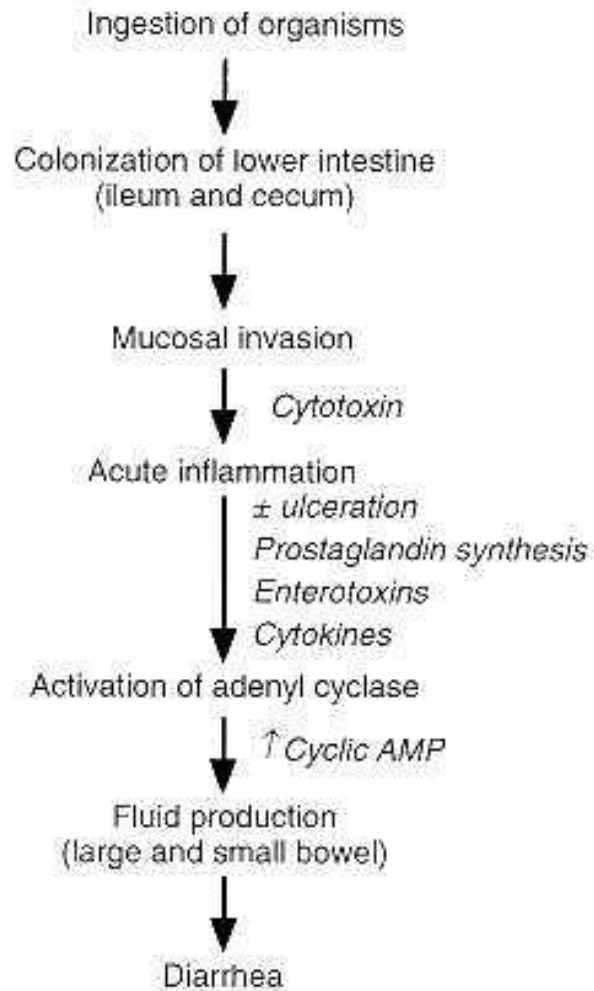 Ingestion of organisms
Colonization of lower intestine
(ileum and cecum)
Mucosal invasion
Cytotoxin
Acute inflammation
± ulceration
Prostaglandin synthesis
Enterotoxins
Cytokines
Activation of adenyl cyclase
↑ Cyclic AMP
Fluid production
(large and small bowel)
Diarrhea